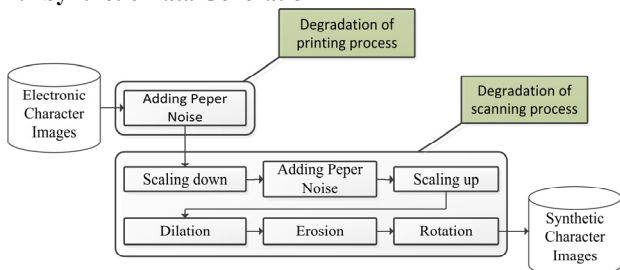 Degradation of
printing process
Electronic
Character
Images
Adding Peper
Noise
Degradation of
scanning process
Scaling down
Adding Peper
Noise
Scaling up
Dilation
Erosion
Rotation
Synthetic
Character
Images